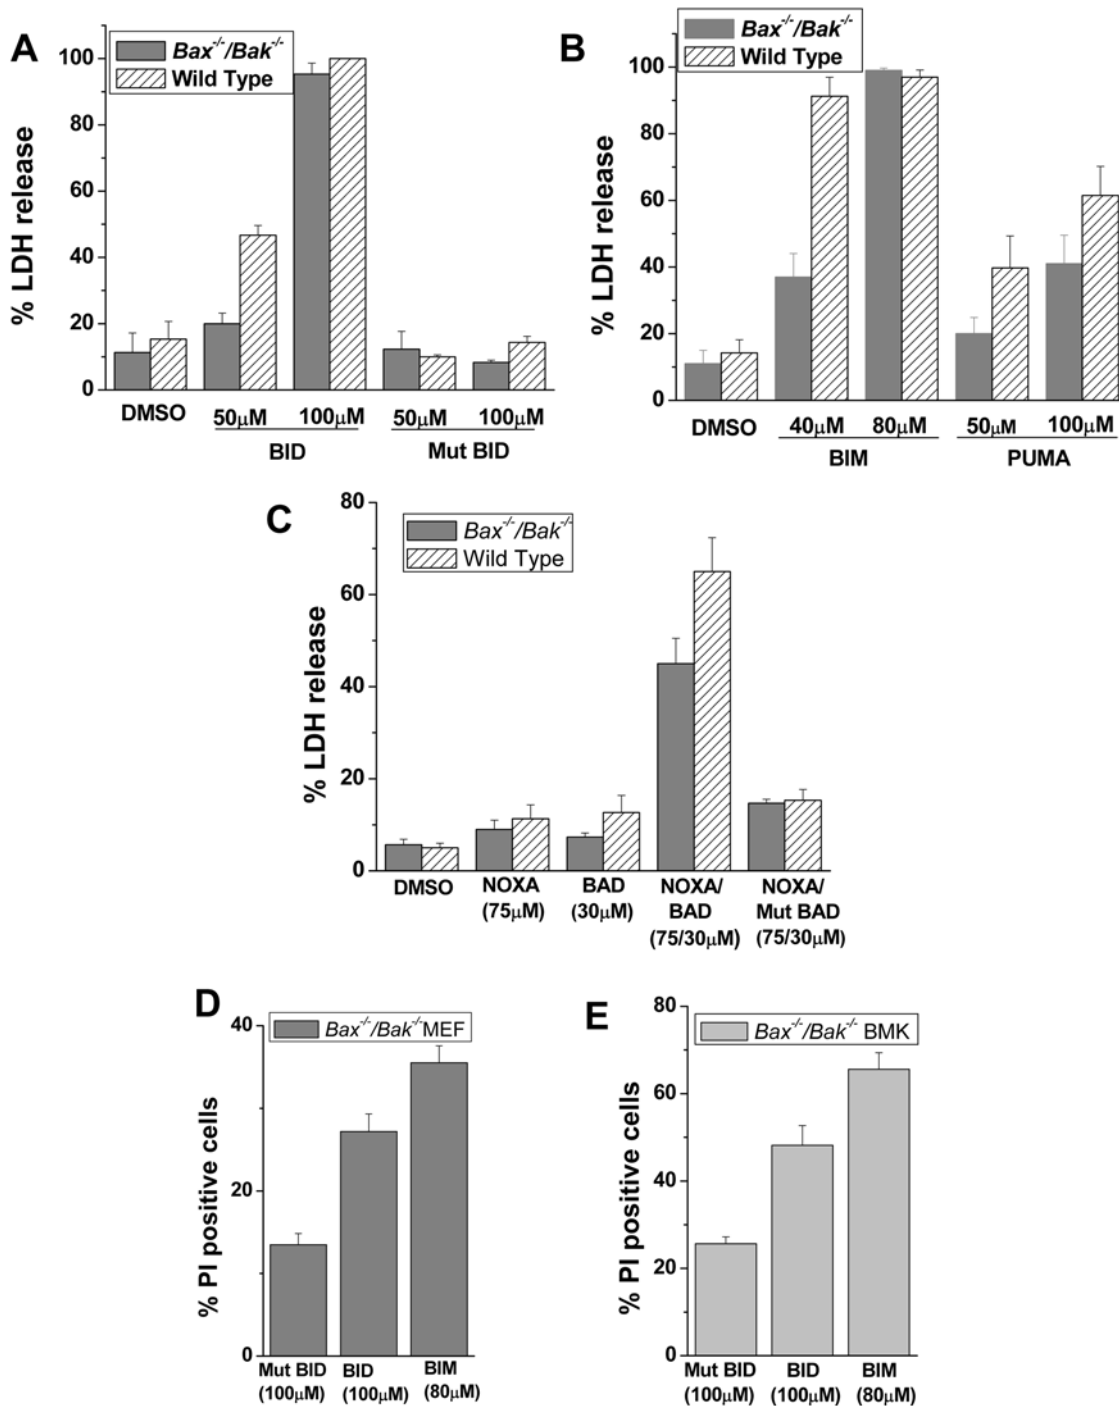 A
Bax-/-/Bak-/-
Wild Type
% LDH release
100
80
60
40
20
0
DMSO
50μM 100μM
50μM 100μM
BID
Mut BID
B
Bax-/-/Bak-/-
Wild Type
% LDH release
100
80
60
40
20
0
DMSO
40μM 80μM
50μM 100μM
BIM
PUMA
C
Bax-/-/Bak-/-
Wild Type
% LDH release
80
60
40
20
0
DMSO
NOXA
(75μM)
BAD
(30μM)
NOXA/
BAD
(75/30μM)
NOXA/
Mut BAD
(75/30μM)
D
Bax-/-/Bak-/-MEF
% PI positive cells
40
20
0
Mut BID
(100μM)
BID
(100μM)
BIM
(80μM)
E
Bax-/-/Bak-/- BMK
% PI positive cells
80
60
40
20
0
Mut BID
(100μM)
BID
(100μM)
BIM
(80μM)